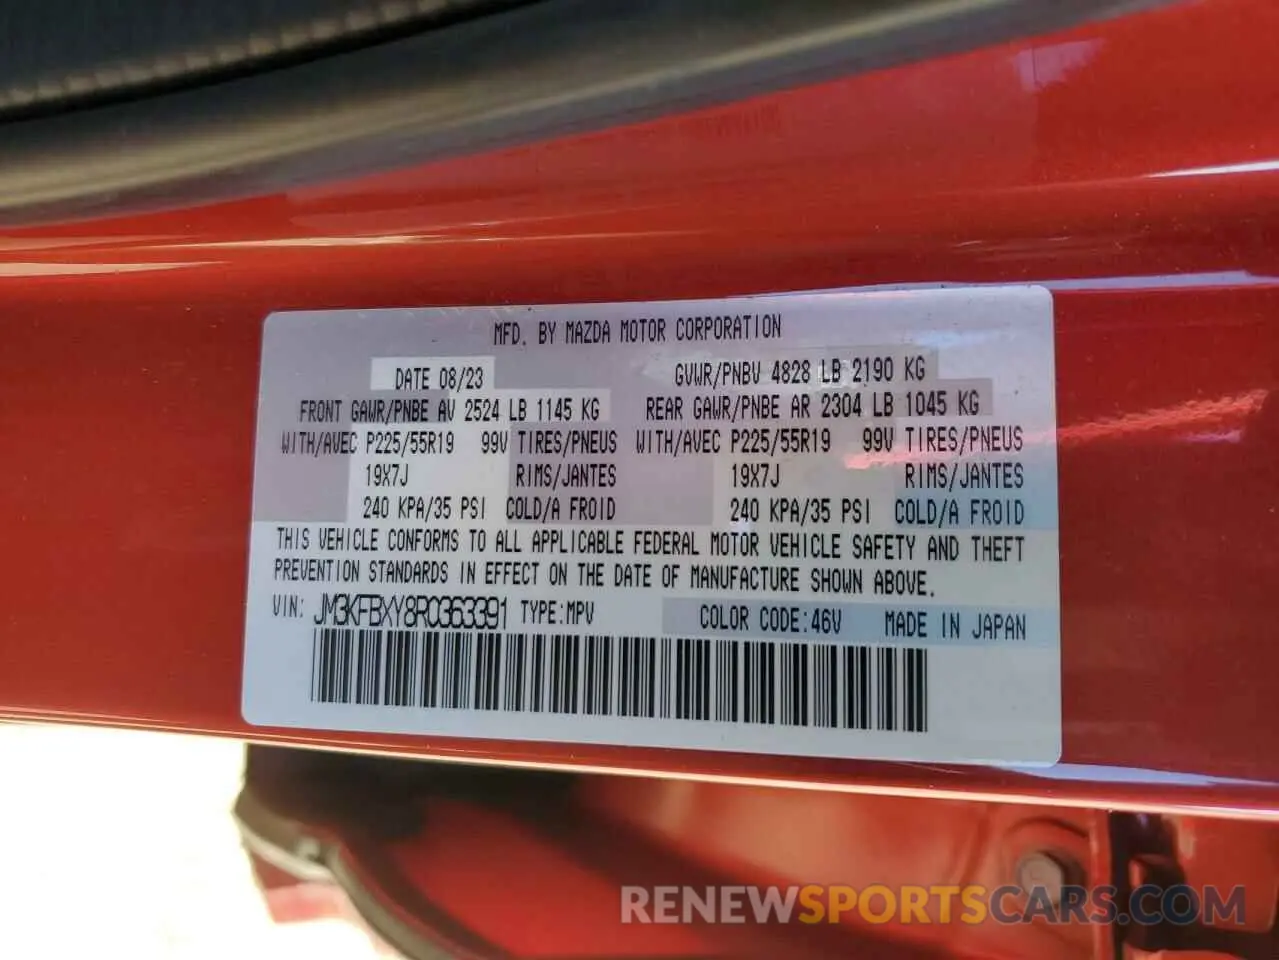 MFD. BY MAZDA MOTOR CORPORATION
DATE 08/23 GVWR/PNBV 4828 LB 2190 KG
FRONT GAWR/PNBE AV 2524 LB 1145 KG REAR GAWR/PNBE AR 2304 LB 1045 KG
WITH/AVEC P225/55R19 99V TIRES/PNEUS WITH/AVEC P225/55R19 99V TIRES/PNEUS
19X7J RIMS/JANTES 19X7J RIMS/JANTES
240 KPA/35 PSI COLD/A FROID 240 KPA/35 PSI COLD/A FROID
THIS VEHICLE CONFORMS TO ALL APPLICABLE FEDERAL MOTOR VEHICLE SAFETY AND THEFT
PREVENTION STANDARDS IN EFFECT ON THE DATE OF MANUFACTURE SHOWN ABOVE.
VIN: JM3KFBXY8R0363391 TYPE:MPV COLOR CODE:46V MADE IN JAPAN
RENEWSPORTSCARS.COM